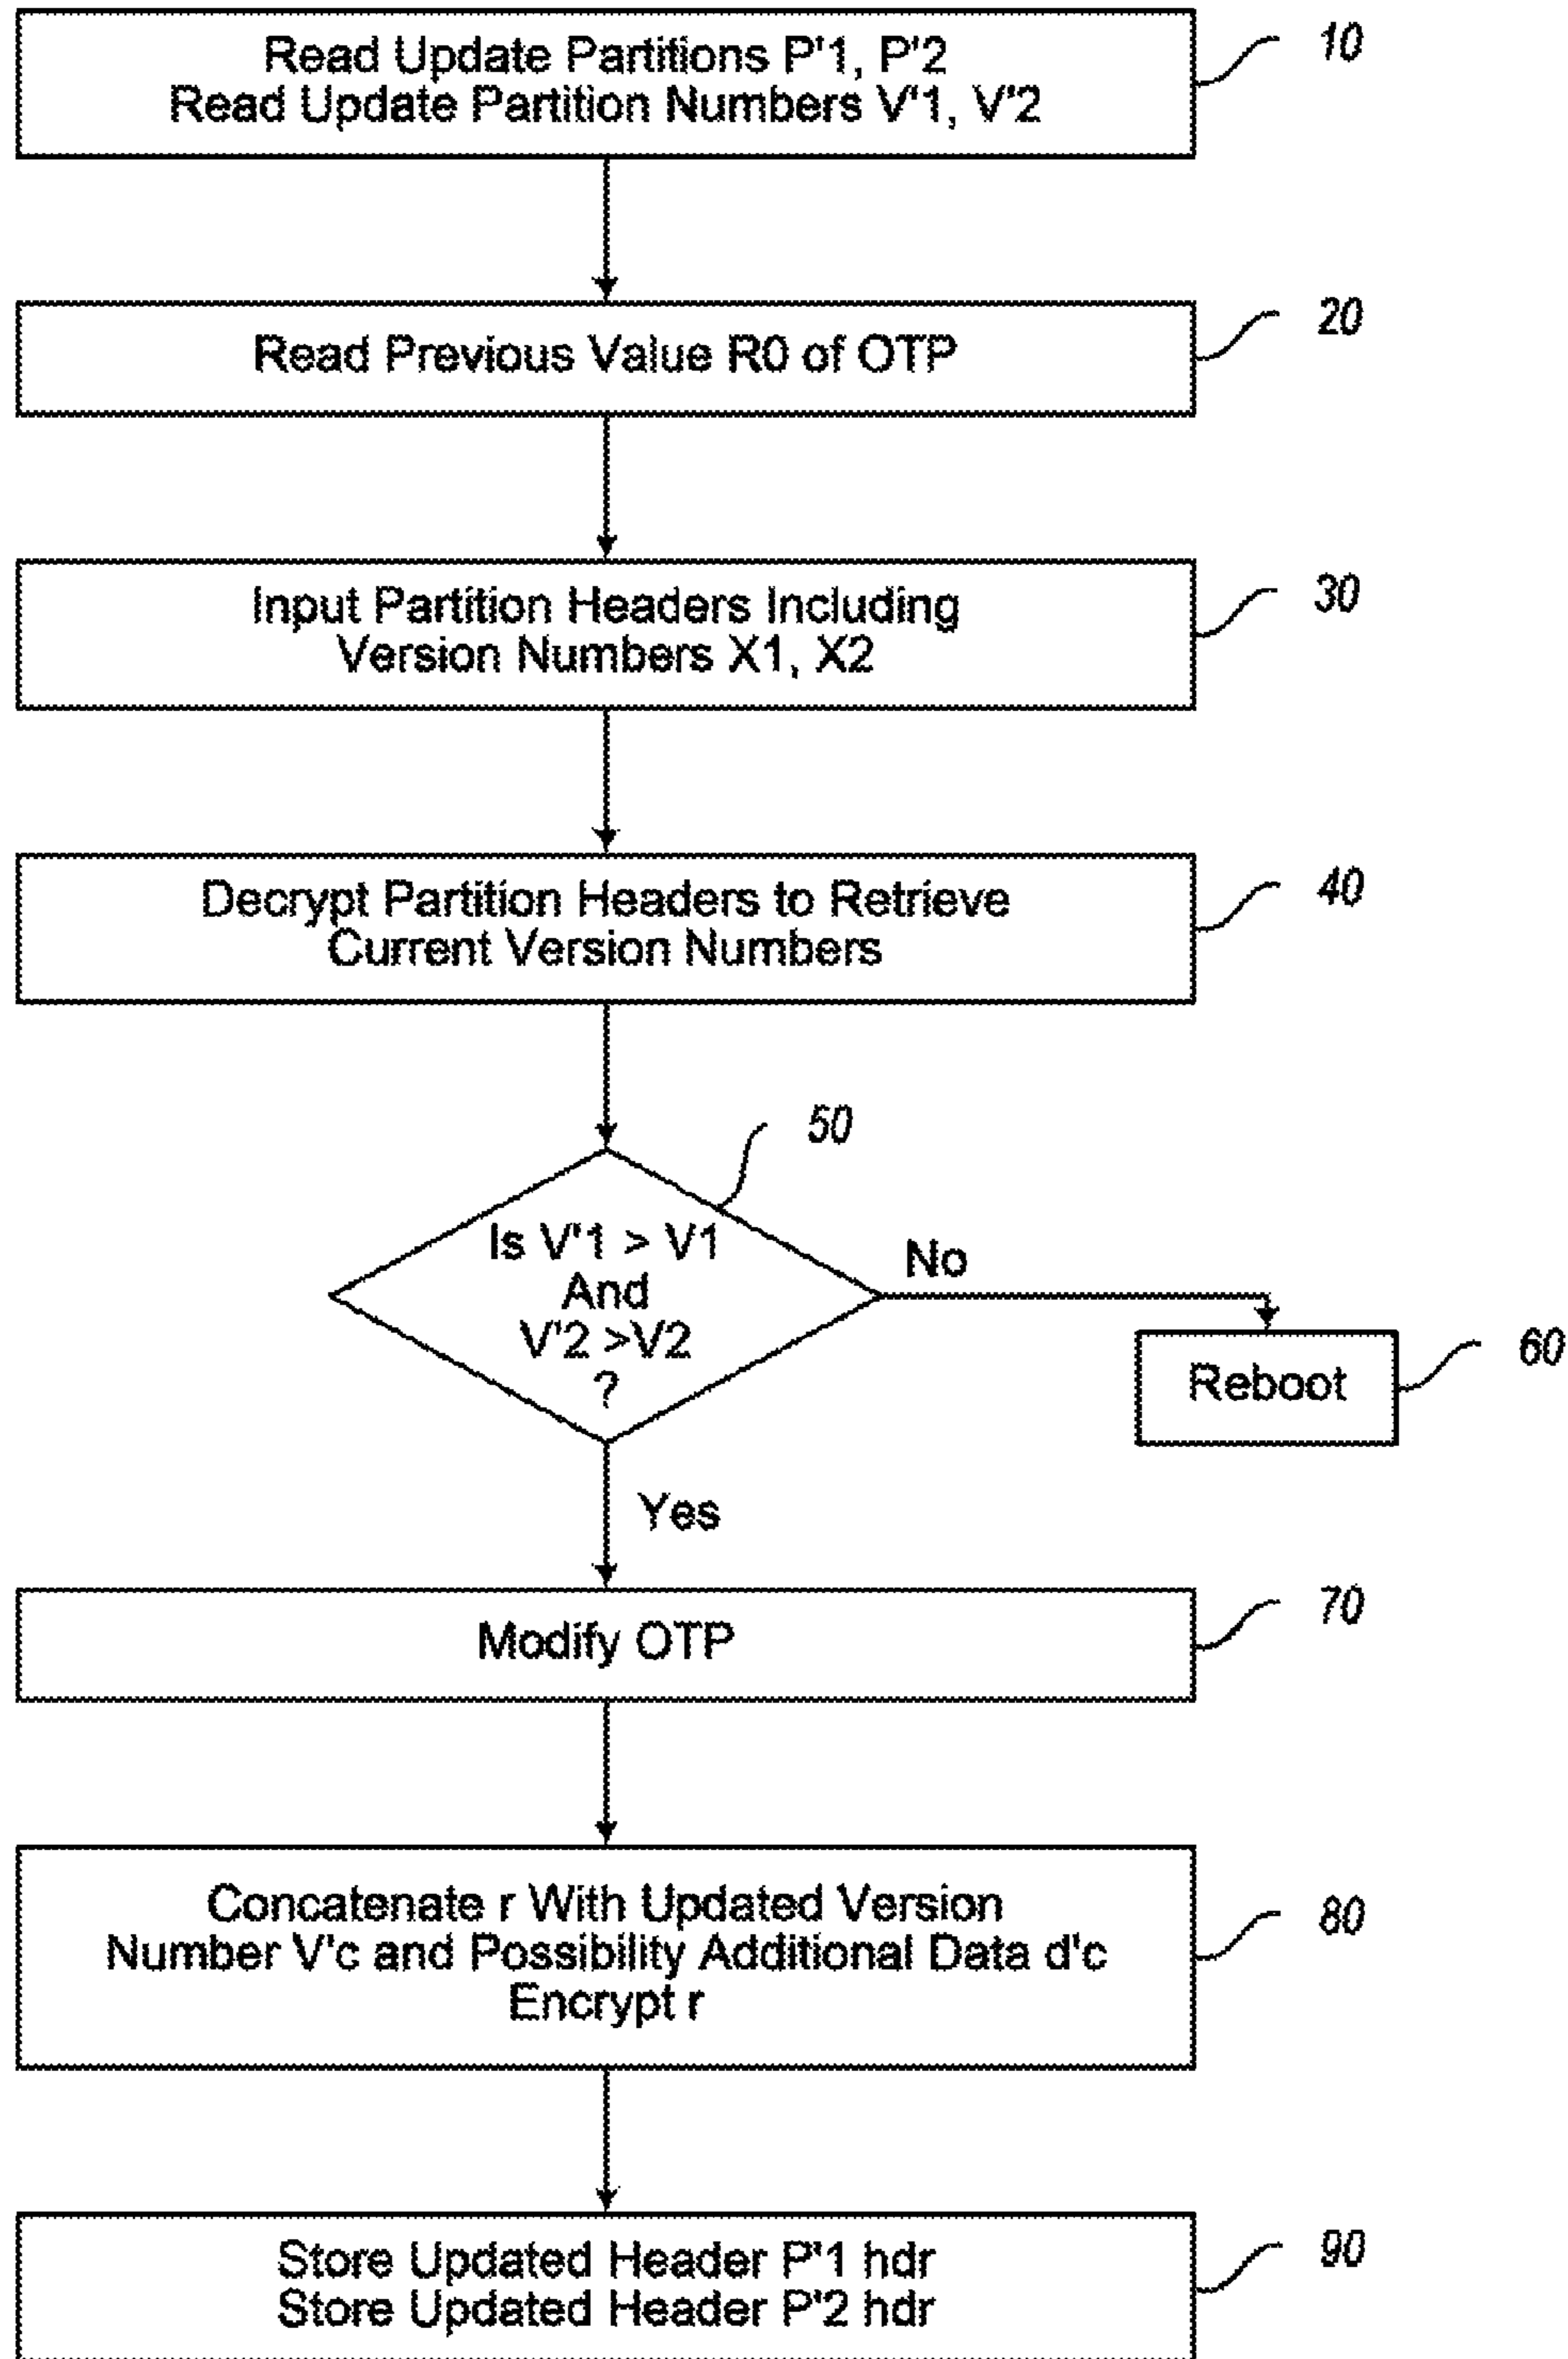 Read Update Partitions P'1, P'2
Read Update Partition Numbers V'1, V'2
10
Read Previous Value R0 of OTP
20
Input Partition Headers Including
Version Numbers X1, X2
30
Decrypt Partition Headers to Retrieve
Current Version Numbers
40
50
Is V'1 > V1
And
V'2 >V2
?
No
Reboot
60
Yes
Modify OTP
70
Concatenate r With Updated Version
Number V'c and Possibility Additional Data d'c
Encrypt r
80
Store Updated Header P'1 hdr
Store Updated Header P'2 hdr
90